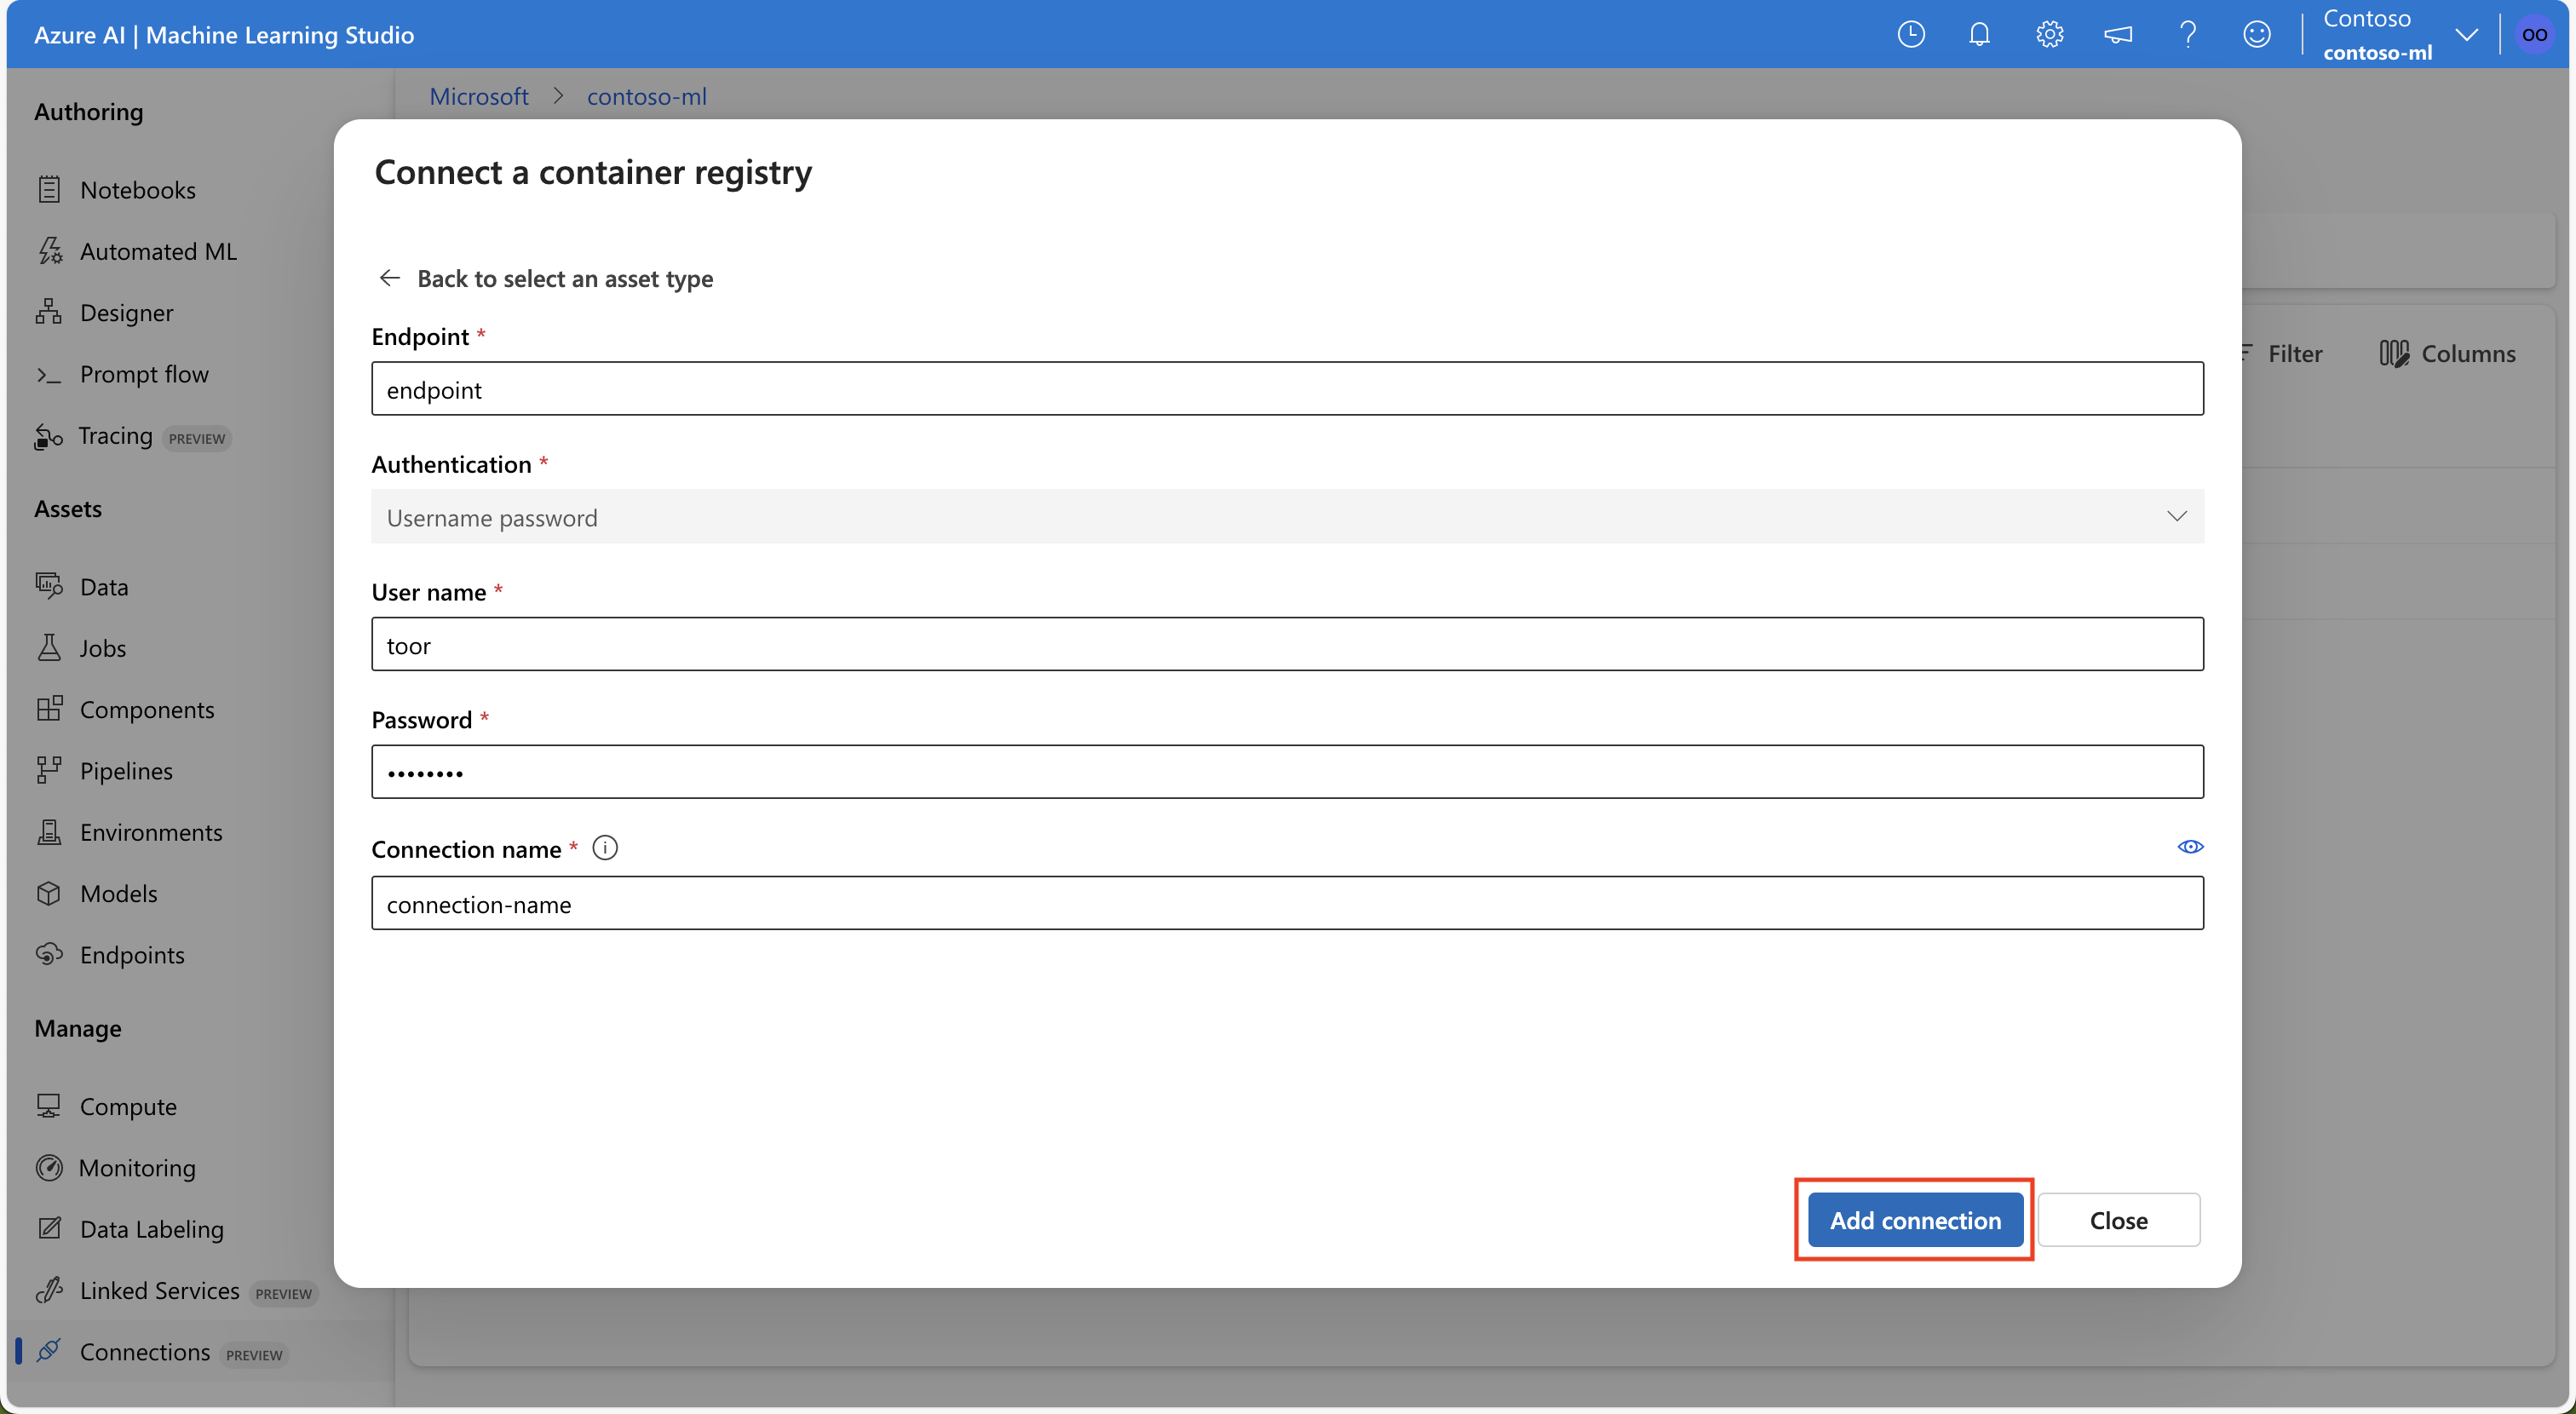 Azure AI | Machine Learning Studio
Contoso
contoso-ml
OO
Microsoft > contoso-ml
Authoring
Notebooks
Automated ML
Designer
Prompt flow
Tracing PREVIEW
Assets
Data
Jobs
Components
Pipelines
Environments
Models
Endpoints
Manage
Compute
Monitoring
Data Labeling
Linked Services PREVIEW
Connections PREVIEW
Filter
Columns
Connect a container registry
Back to select an asset type
Endpoint *
endpoint
Authentication *
Username password
User name *
toor
Password *
••••••••
Connection name *
connection-name
Add connection
Close